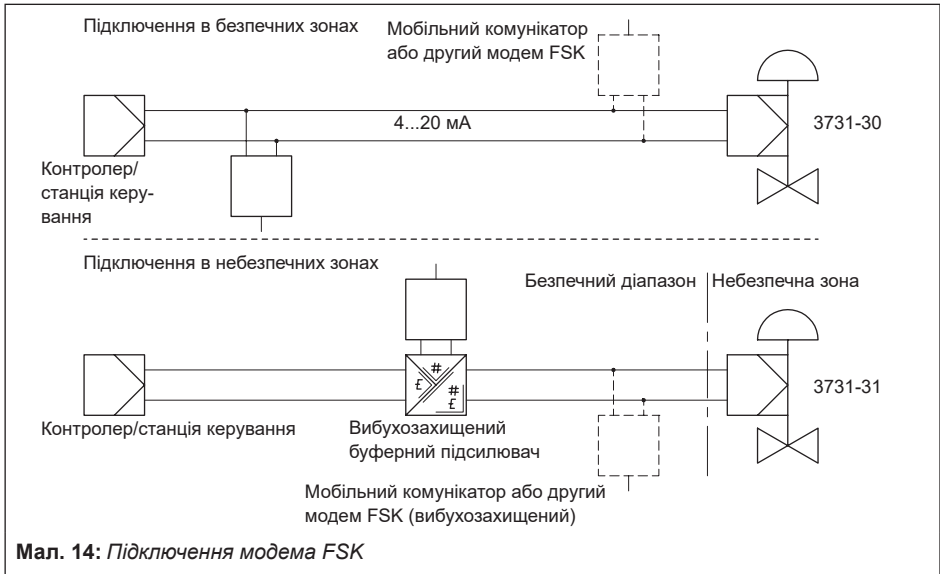 Підключення в безпечних зонах
Мобільний комунікатор
або другий модем FSK
4...20 мА
3731-30
Контролер/
станція керу-
вання
Підключення в небезпечних зонах
Безпечний діапазон
Небезпечна зона
#
£
#
£
3731-31
Контролер/станція керування
Вибухозахищений
буферний підсилювач
Мобільний комунікатор або другий
модем FSK (вибухозахищений)
Мал. 14: Підключення модема FSK